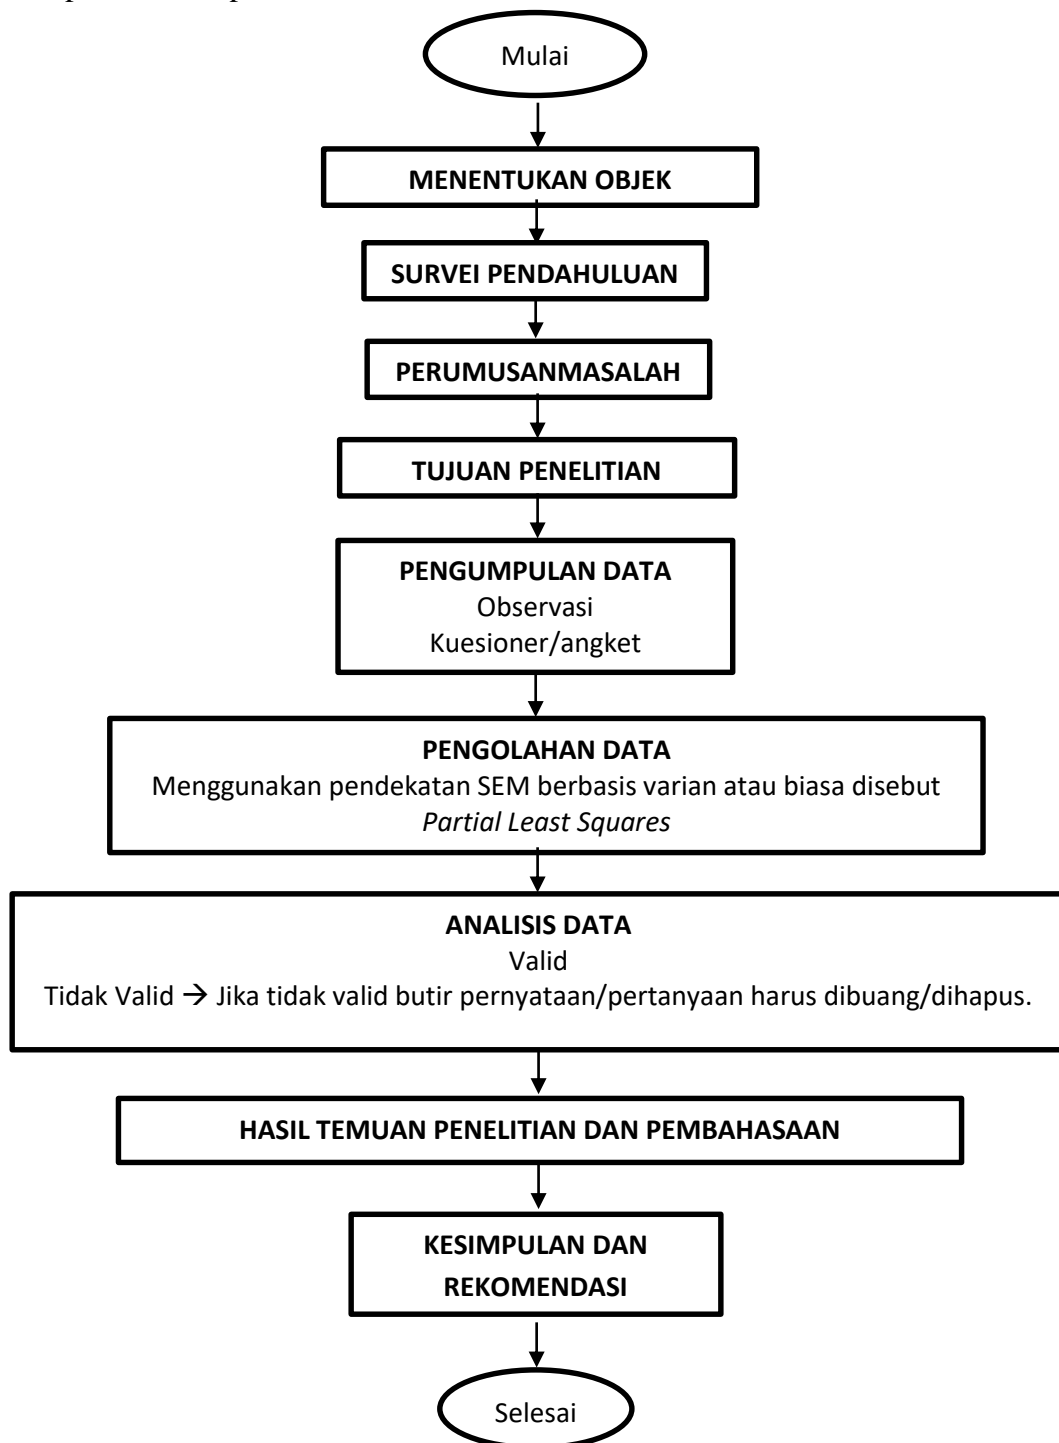 Mulai
MENENTUKAN OBJEK
SURVEI PENDAHULUAN
PERUMUSANMASALAH
TUJUAN PENELITIAN
PENGUMPULAN DATA
Observasi
Kuesioner/angket
PENGOLAHAN DATA
Menggunakan pendekatan SEM berbasis varian atau biasa disebut
Partial Least Squares
ANALISIS DATA
Valid
Tidak Valid → Jika tidak valid butir pernyataan/pertanyaan harus dibuang/dihapus.
HASIL TEMUAN PENELITIAN DAN PEMBAHASAAN
KESIMPULAN DAN
REKOMENDASI
Selesai